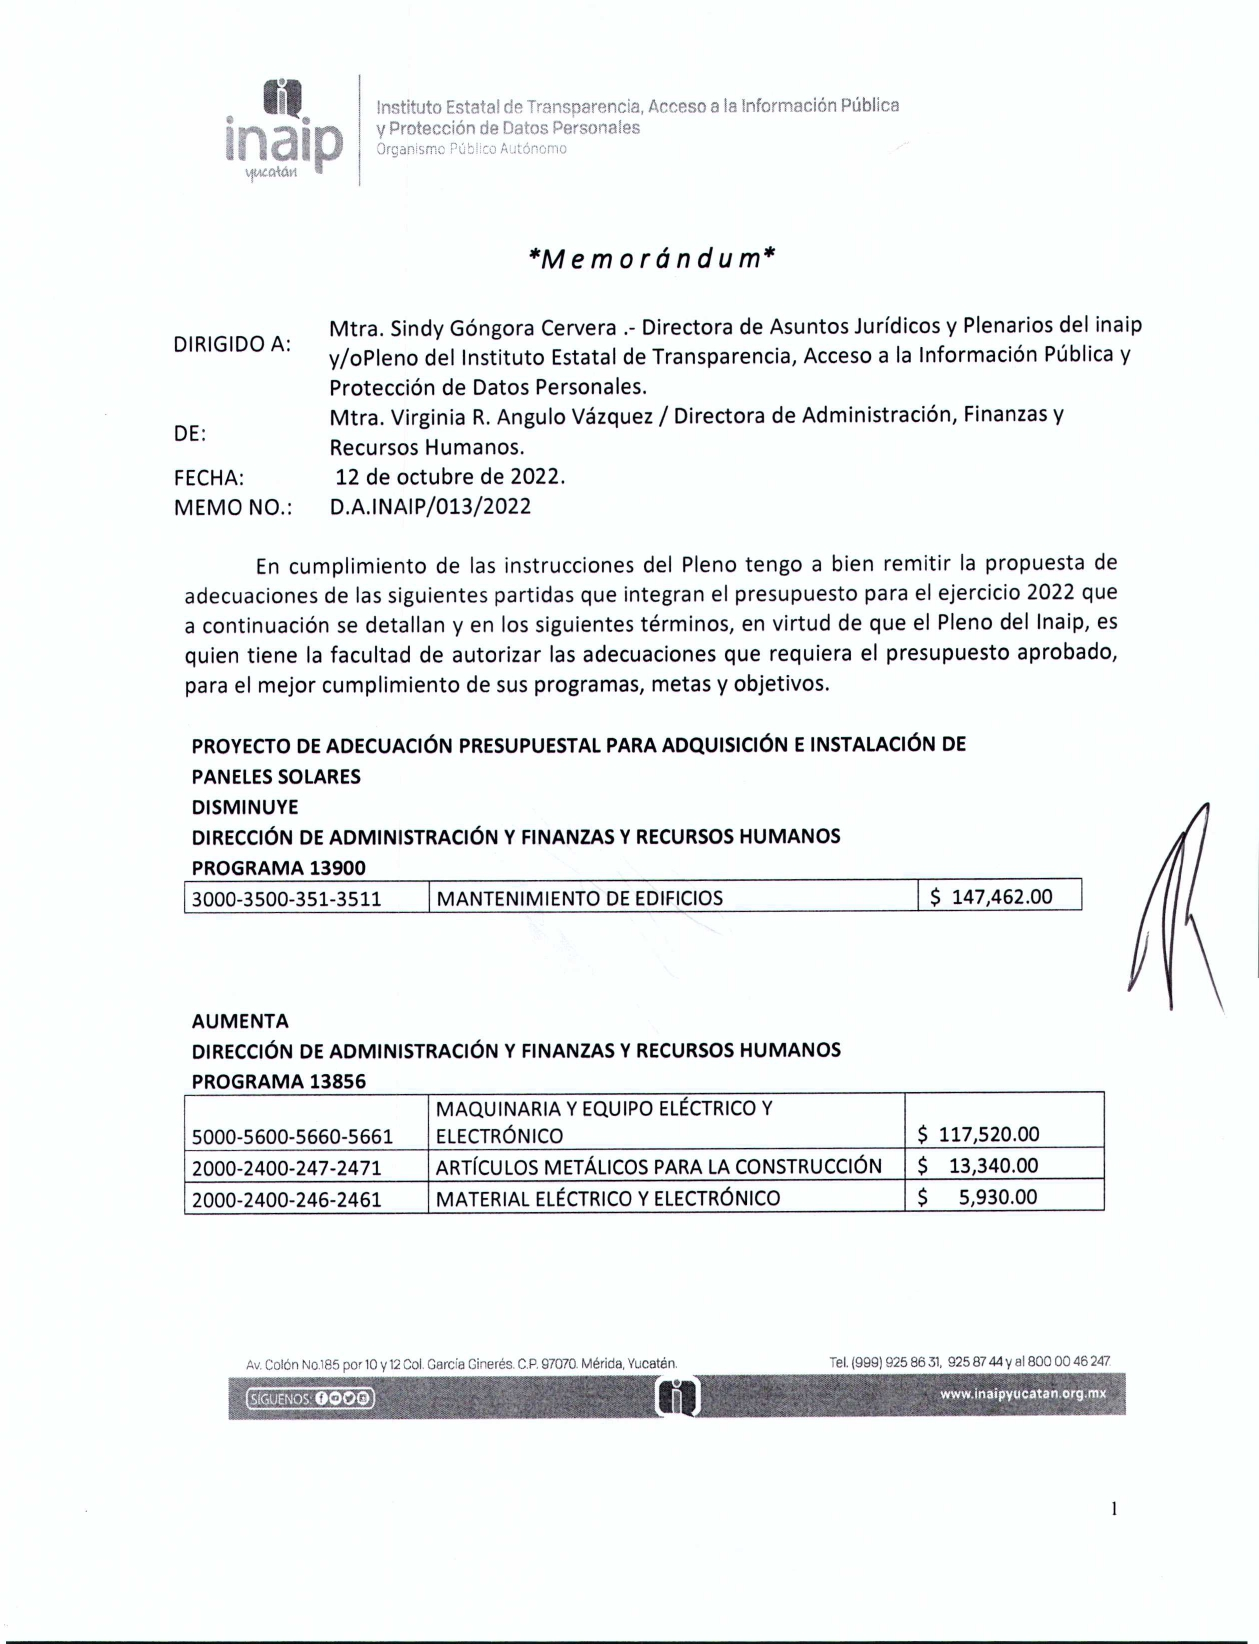 inaip
yucatán
Instituto Estatal de Transparencia, Acceso a la Información Pública
y Protección de Datos Personales
Organismo Público Autónomo
*Memorándum*
DIRIGIDO A:
Mtra. Sindy Góngora Cervera .- Directora de Asuntos Jurídicos y Plenarios del inaip
y/oPleno del Instituto Estatal de Transparencia, Acceso a la Información Pública y
Protección de Datos Personales.
DE:
Mtra. Virginia R. Angulo Vázquez / Directora de Administración, Finanzas y
Recursos Humanos.
FECHA: 12 de octubre de 2022.
MEMO NO.: D.A.INAIP/013/2022
En cumplimiento de las instrucciones del Pleno tengo a bien remitir la propuesta de
adecuaciones de las siguientes partidas que integran el presupuesto para el ejercicio 2022 que
a continuación se detallan y en los siguientes términos, en virtud de que el Pleno del Inaip, es
quien tiene la facultad de autorizar las adecuaciones que requiera el presupuesto aprobado,
para el mejor cumplimiento de sus programas, metas y objetivos.
PROYECTO DE ADECUACIÓN PRESUPUESTAL PARA ADQUISICIÓN E INSTALACIÓN DE
PANELES SOLARES
DISMINUYE
DIRECCIÓN DE ADMINISTRACIÓN Y FINANZAS Y RECURSOS HUMANOS
PROGRAMA 13900
3000-3500-351-3511 MANTENIMIENTO DE EDIFICIOS $ 147,462.00
AUMENTA
DIRECCIÓN DE ADMINISTRACIÓN Y FINANZAS Y RECURSOS HUMANOS
PROGRAMA 13856
MAQUINARIA Y EQUIPO ELÉCTRICO Y
5000-5600-5660-5661 ELECTRÓNICO $ 117,520.00
2000-2400-247-2471 ARTÍCULOS METÁLICOS PARA LA CONSTRUCCIÓN $ 13,340.00
2000-2400-246-2461 MATERIAL ELÉCTRICO Y ELECTRÓNICO $ 5,930.00
Av. Colón No.185 por 10 y 12 Col. García Ginerés. C.P. 97070. Mérida, Yucatán.
Tel. (999) 925 86 31, 925 87 44 y al 800 00 46 247
SÍGUENOS:
www.inaipyucatan.org.mx
1